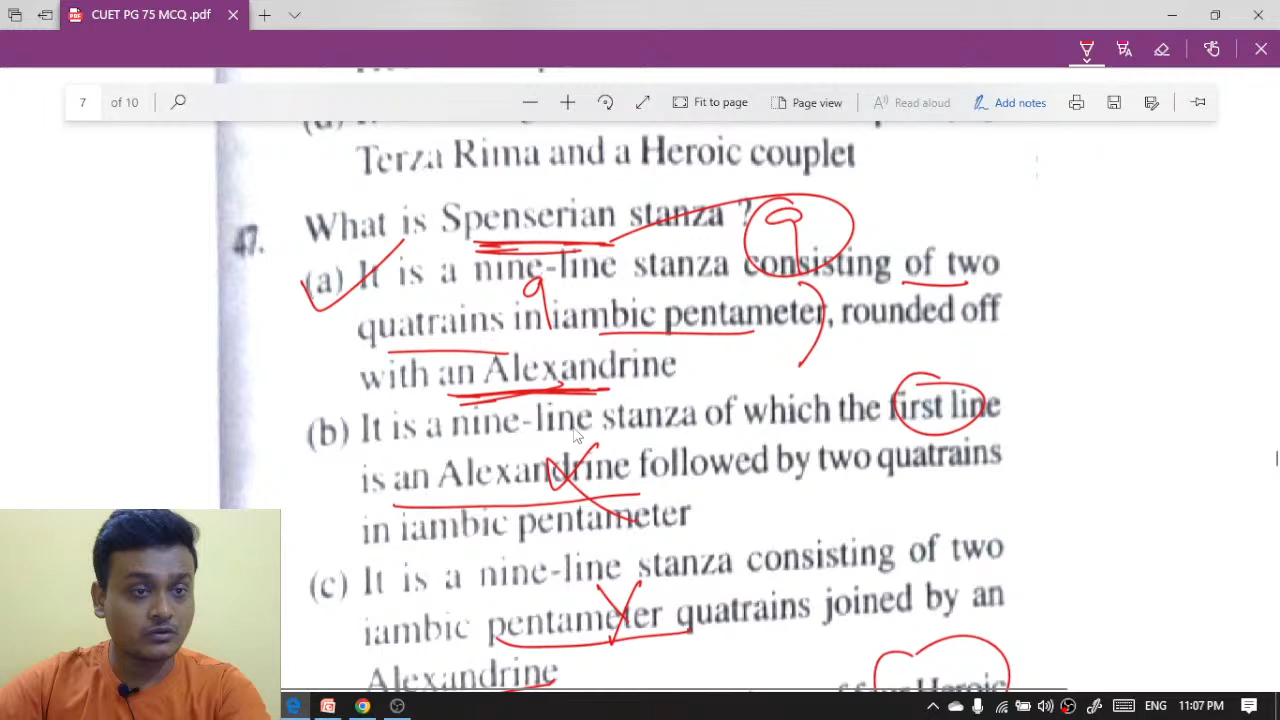 CUET PG 75 MCQ .pdf
7 of 10
Fit to page
Page view
Read aloud
Add notes
Terza Rima and a Heroic couplet
47. What is Spenserian stanza ?
9
(a) It is a nine-line stanza consisting of two
9
quatrains in iambic pentameter, rounded off
with an Alexandrine
(b) It is a nine-line stanza of which the first line
is an Alexandrine followed by two quatrains
in iambic pentameter
(c) It is a nine-line stanza consisting of two
iambic pentameter quatrains joined by an
Alexandrine
Heroic
ENG 11:07 PM